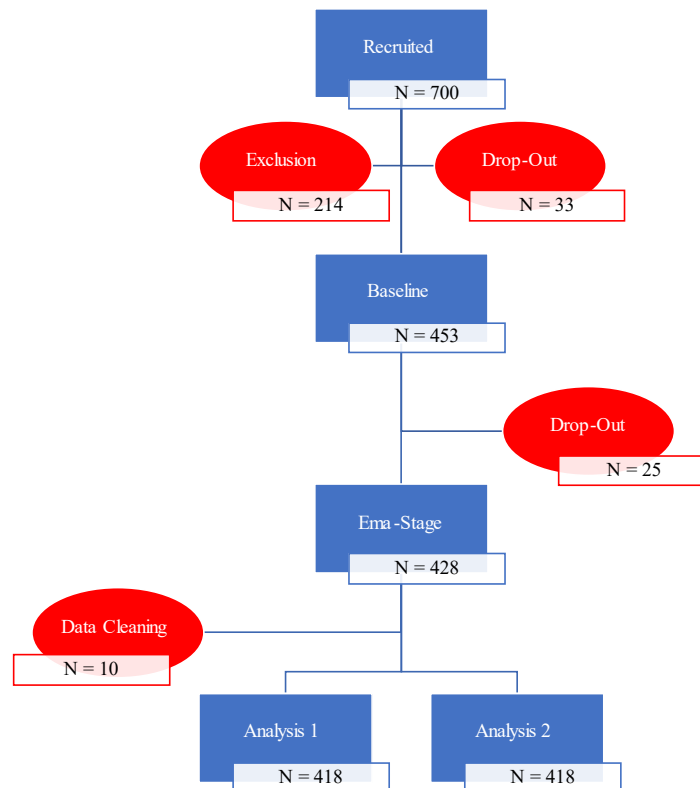 Recruited
N = 700
Exclusion
N = 214
Drop-Out
N = 33
Baseline
N = 453
Drop-Out
N = 25
Ema-Stage
N = 428
Data Cleaning
N = 10
Analysis 1
N = 418
Analysis 2
N = 418